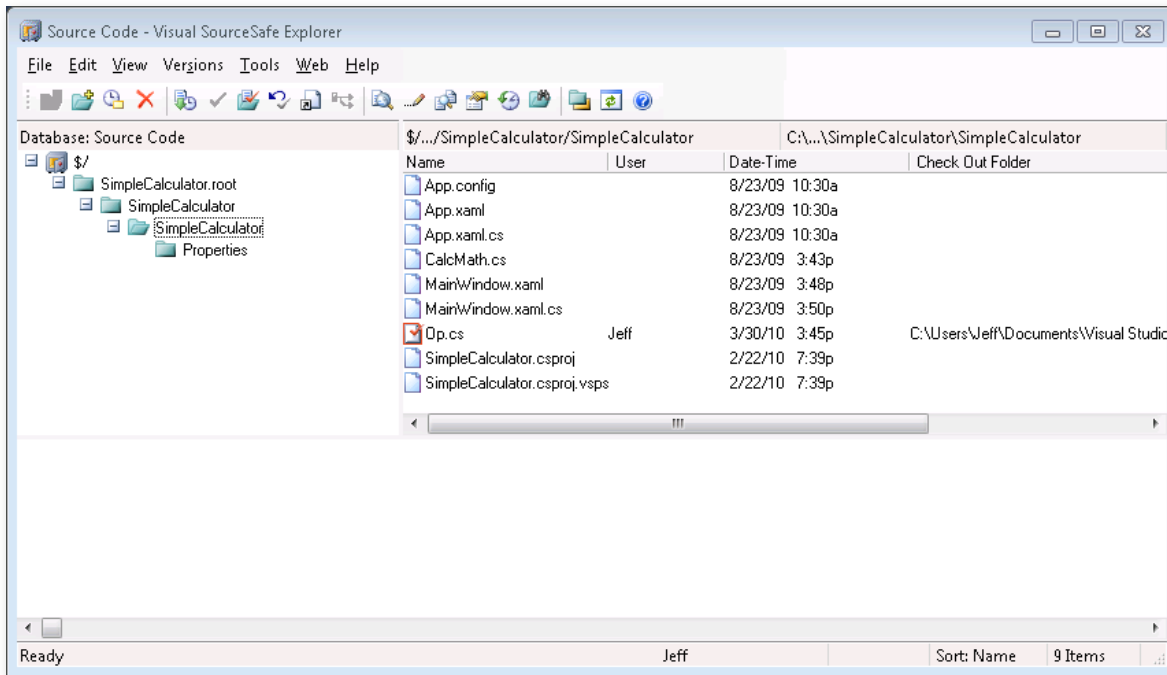 Source Code - Visual SourceSafe Explorer
File Edit View Versions Tools Web Help
Database: Source Code
$/.../SimpleCalculator/SimpleCalculator
C:\...\SimpleCalculator\SimpleCalculator
$/
SimpleCalculator.root
SimpleCalculator
SimpleCalculator
Properties
Name User Date-Time Check Out Folder
App.config 8/23/09 10:30a
App.xaml 8/23/09 10:30a
App.xaml.cs 8/23/09 10:30a
CalcMath.cs 8/23/09 3:43p
MainWindow.xaml 8/23/09 3:48p
MainWindow.xaml.cs 8/23/09 3:50p
Op.cs Jeff 3/30/10 3:45p C:\Users\Jeff\Documents\Visual Studio
SimpleCalculator.csproj 2/22/10 7:39p
SimpleCalculator.csproj.vsps 2/22/10 7:39p
Ready Jeff Sort: Name 9 Items